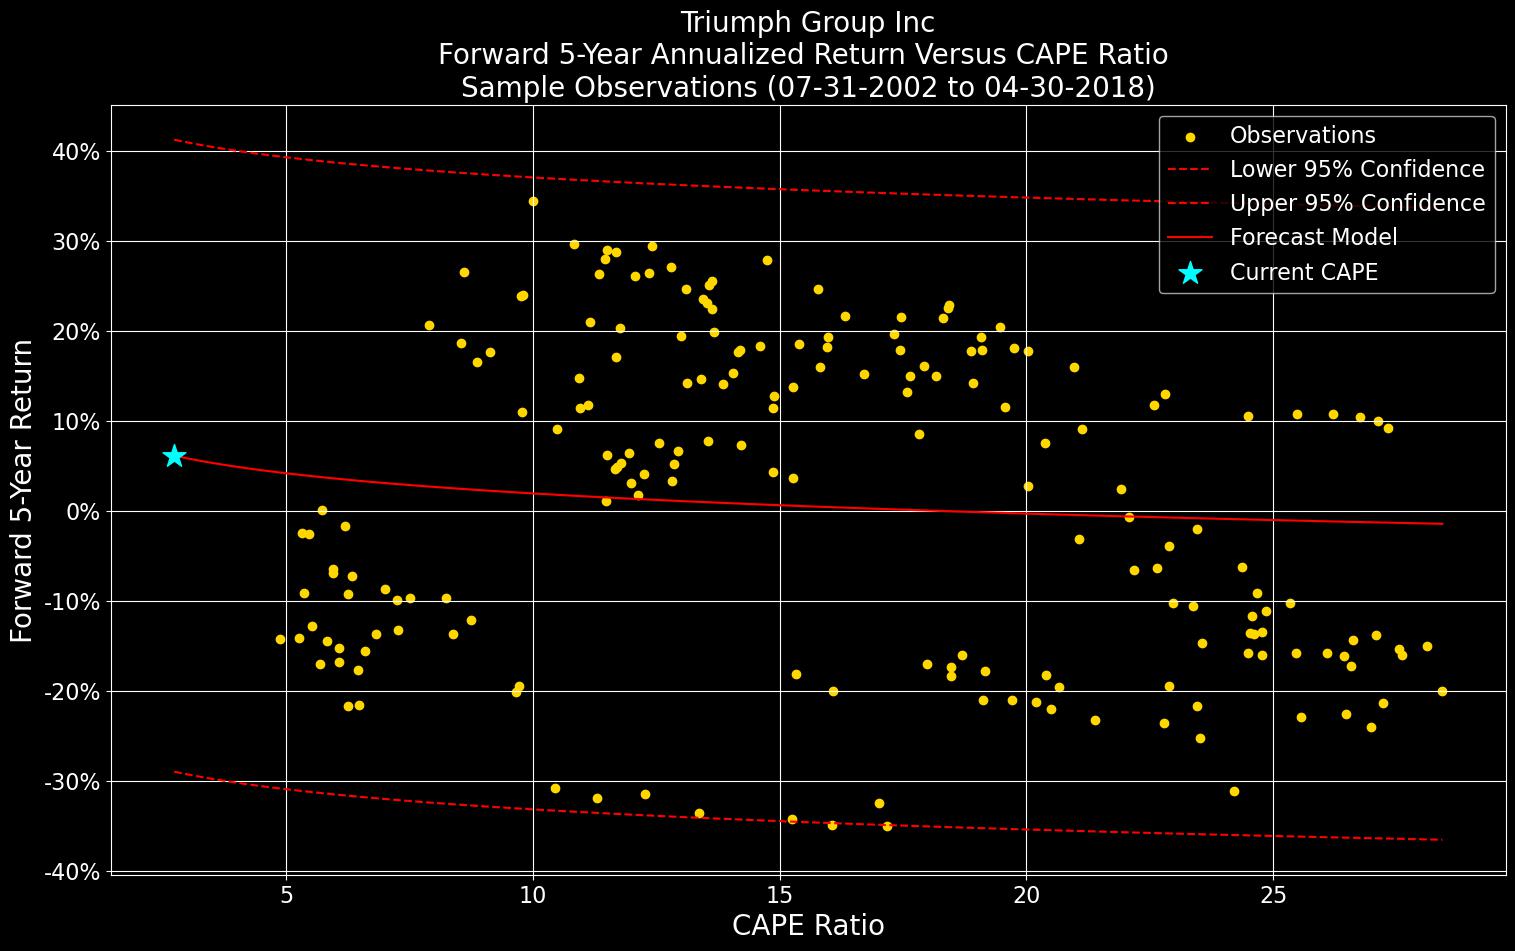 Triumph Group Inc
Forward 5-Year Annualized Return Versus CAPE Ratio
Sample Observations (07-31-2002 to 04-30-2018)
Observations
Lower 95% Confidence
Upper 95% Confidence
Forecast Model
Current CAPE
Forward 5-Year Return
40%
30%
20%
10%
0%
-10%
-20%
-30%
-40%
5 10 15 20 25
CAPE Ratio